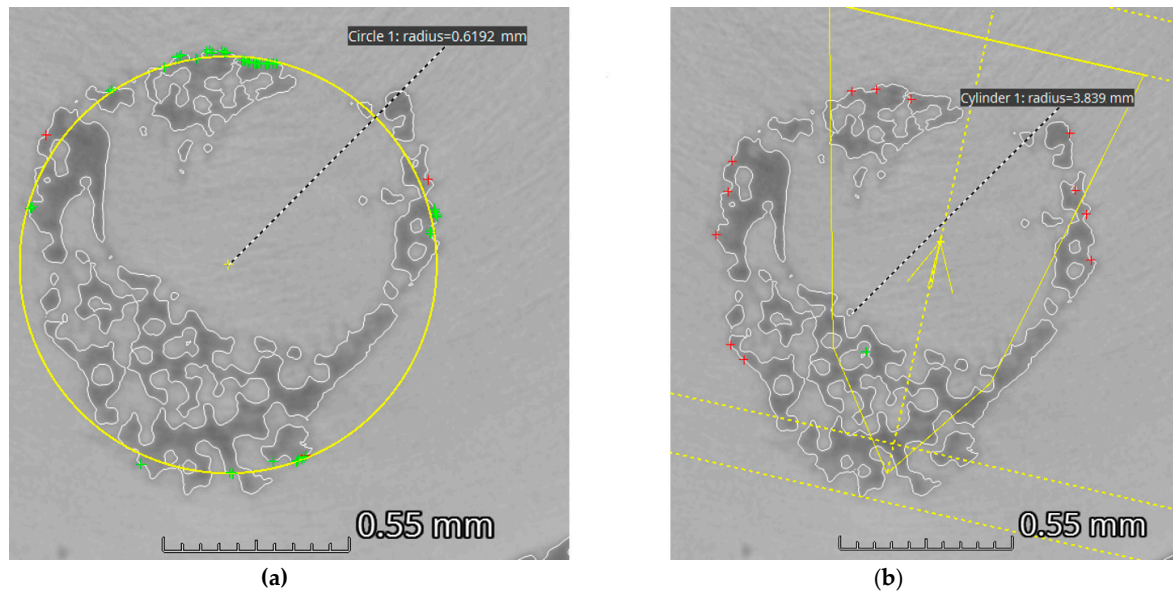 Circle 1: radius=0.6192 mm
0.55 mm
(a)
Cylinder 1: radius=3.839 mm
0.55 mm
(b)